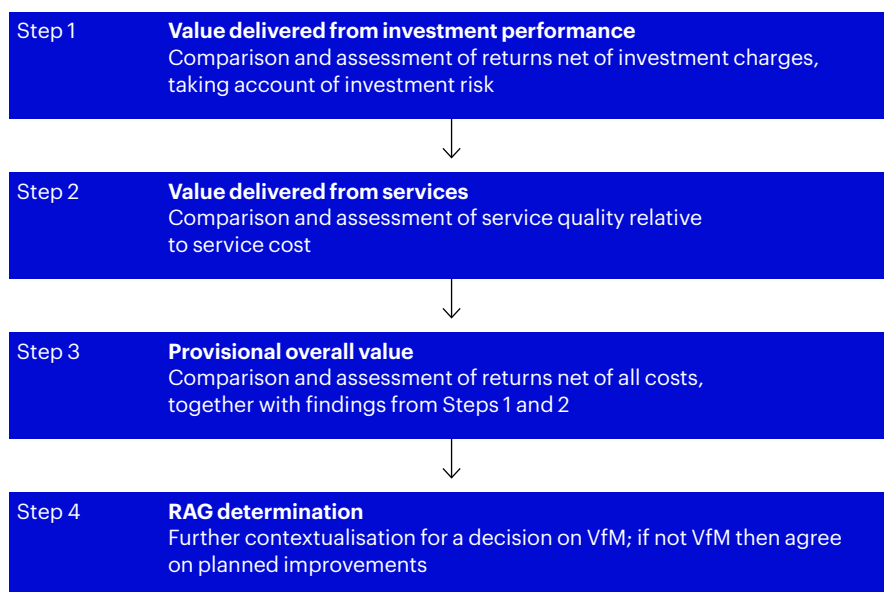 Step 1 Value delivered from investment performance
Comparison and assessment of returns net of investment charges,
taking account of investment risk
Step 2 Value delivered from services
Comparison and assessment of service quality relative
to service cost
Step 3 Provisional overall value
Comparison and assessment of returns net of all costs,
together with findings from Steps 1 and 2
Step 4 RAG determination
Further contextualisation for a decision on VfM; if not VfM then agree
on planned improvements